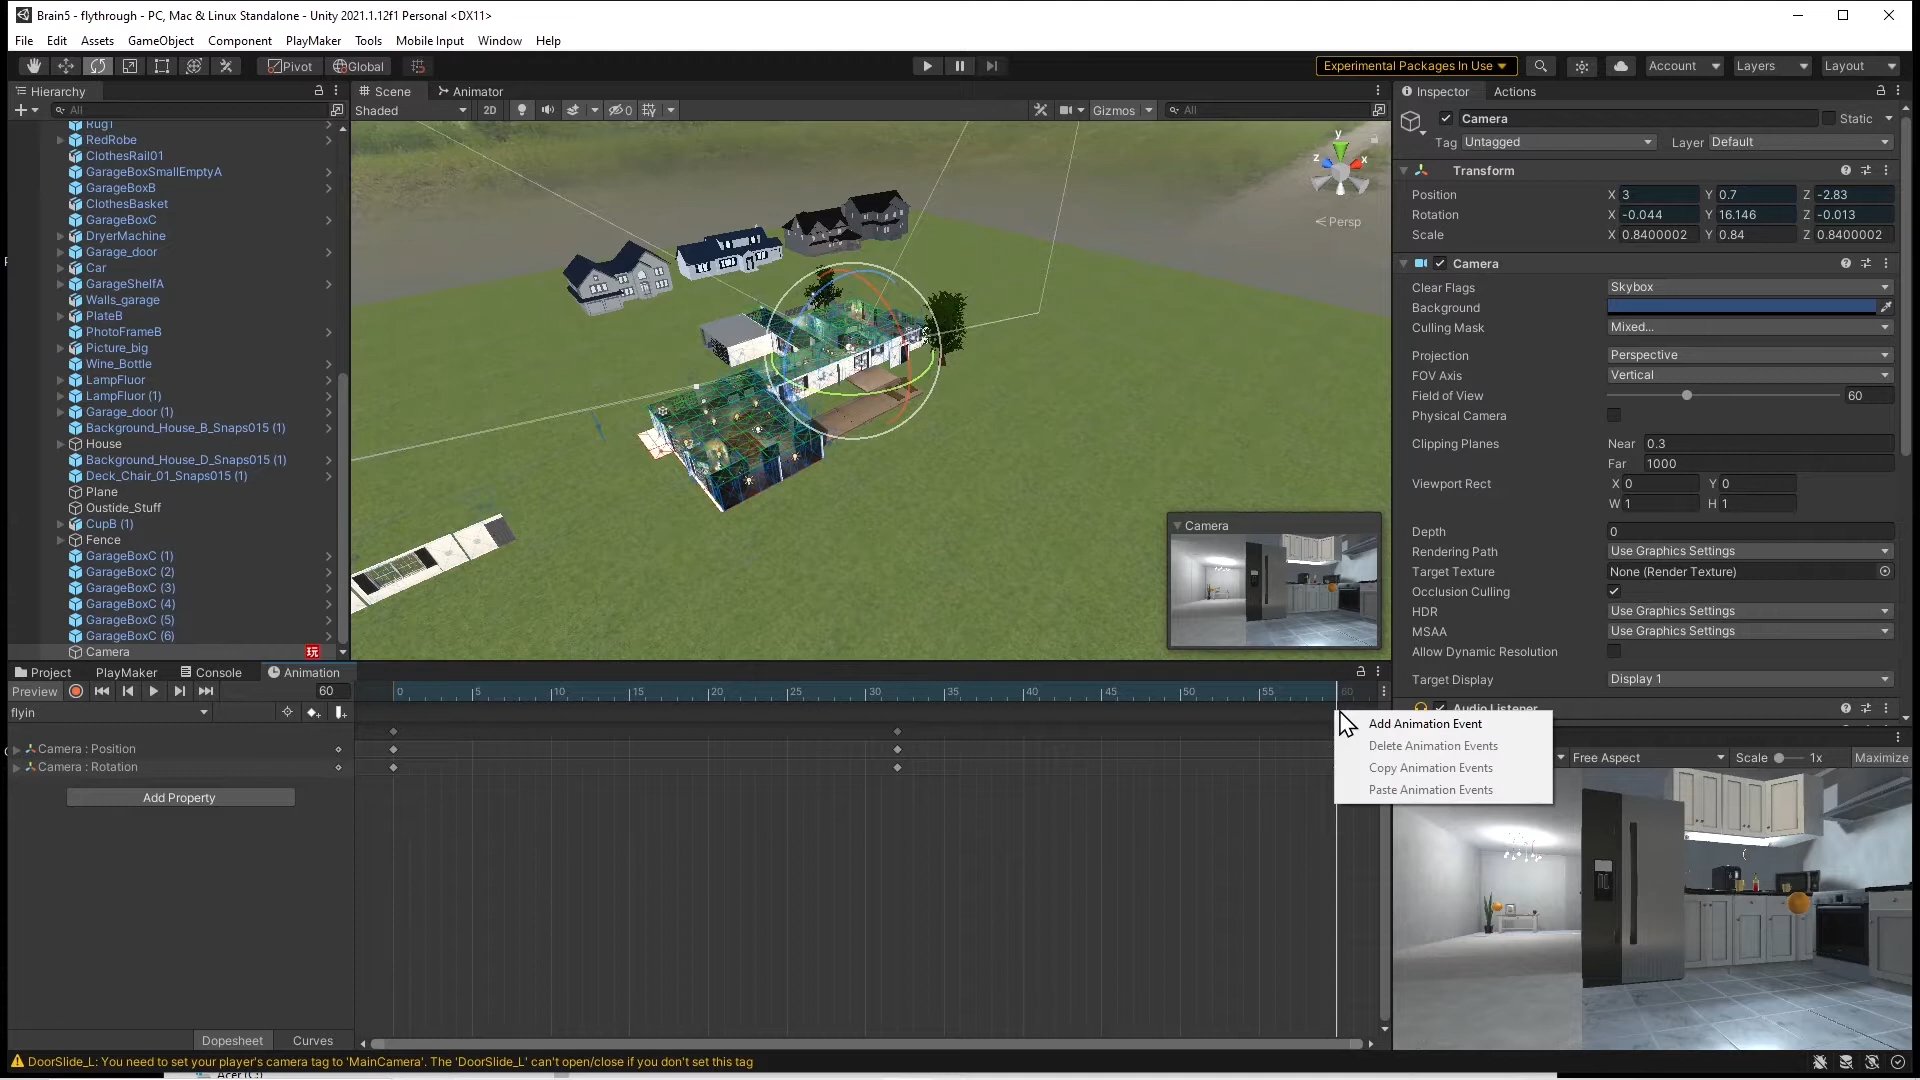 Brain5 - flythrough - PC, Mac & Linux Standalone - Unity 2021.1.12f1 Personal <DX11>
File Edit Assets GameObject Component PlayMaker Tools Mobile Input Window Help
Pivot Global Experimental Packages In Use Account Layers Layout
Hierarchy
All
Rug1
RedRobe
ClothesRail01
GarageBoxSmallEmptyA
GarageBoxB
ClothesBasket
GarageBoxC
DryerMachine
Garage_door
Car
GarageShelfA
Walls_garage
PlateB
PhotoFrameB
Picture_big
Wine_Bottle
LampFluor
LampFluor (1)
Garage_door (1)
Background_House_B_Snaps015 (1)
House
Background_House_D_Snaps015 (1)
Deck_Chair_01_Snaps015 (1)
Plane
Oustide_Stuff
CupB (1)
Fence
GarageBoxC (1)
GarageBoxC (2)
GarageBoxC (3)
GarageBoxC (4)
GarageBoxC (5)
GarageBoxC (6)
Camera 玩
Scene Animator
Shaded 2D 0 Gizmos All
y
z x
Persp
Camera
Inspector Actions
Camera Static
Tag Untagged Layer Default
Transform
Position X 3 Y 0.7 Z -2.83
Rotation X -0.044 Y 16.146 Z -0.013
Scale X 0.8400002 Y 0.84 Z 0.8400002
Camera
Clear Flags Skybox
Background
Culling Mask Mixed...
Projection Perspective
FOV Axis Vertical
Field of View 60
Physical Camera
Clipping Planes Near 0.3
Far 1000
Viewport Rect X 0 Y 0
W 1 H 1
Depth 0
Rendering Path Use Graphics Settings
Target Texture None (Render Texture)
Occlusion Culling
HDR Use Graphics Settings
MSAA Use Graphics Settings
Allow Dynamic Resolution
Target Display Display 1
Audio Listener
Free Aspect Scale 1x Maximize
Project PlayMaker Console Animation
Preview 60 0 5 10 15 20 25 30 35 40 45 50 55 60
flyin
Camera : Position
Camera : Rotation
Add Property
Add Animation Event
Delete Animation Events
Copy Animation Events
Paste Animation Events
Dopesheet Curves
DoorSlide_L: You need to set your player's camera tag to 'MainCamera'. The 'DoorSlide_L' can't open/close if you don't set this tag
Acer (C:)